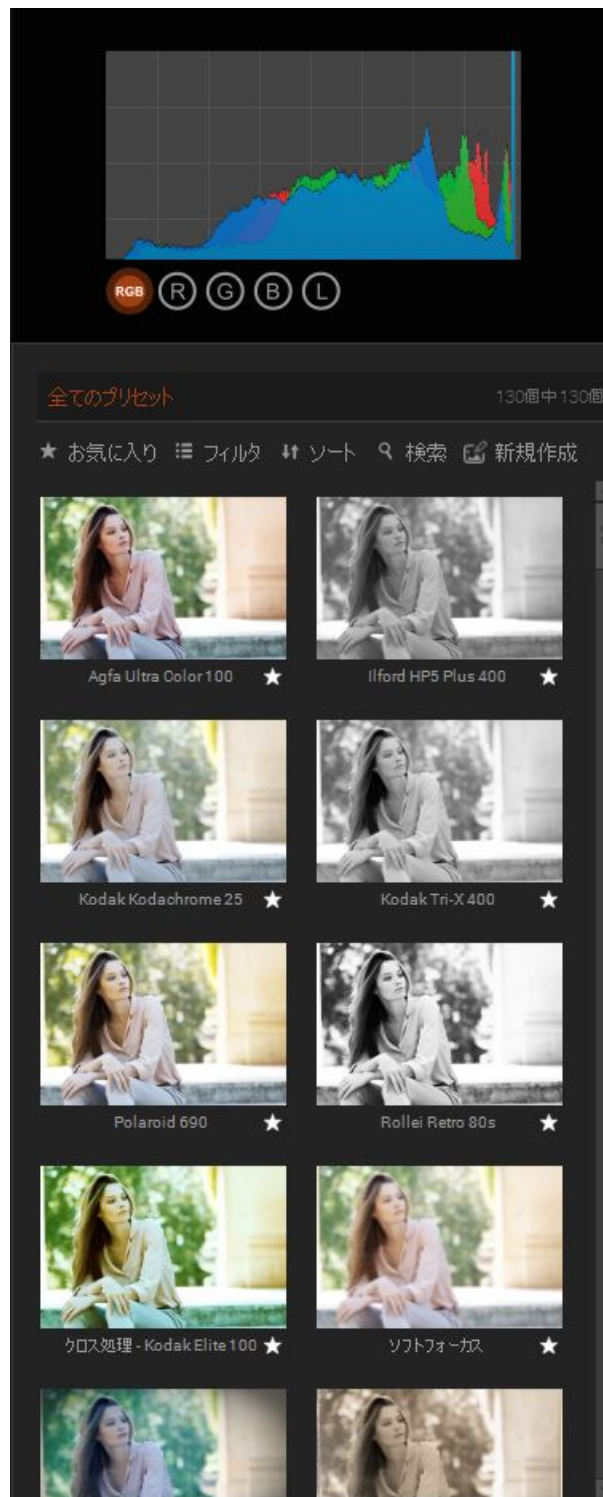 RGB R G B L
全てのプリセット 130個中130個
★ お気に入り フィルタ ソート 検索 新規作成
Agfa Ultra Color 100 ★ Ilford HP5 Plus 400 ★
Kodak Kodachrome 25 ★ Kodak Tri-X 400 ★
Polaroid 690 ★ Rollei Retro 80s ★
クロス処理 - Kodak Elite 100 ★ ソフトフォーカス ★